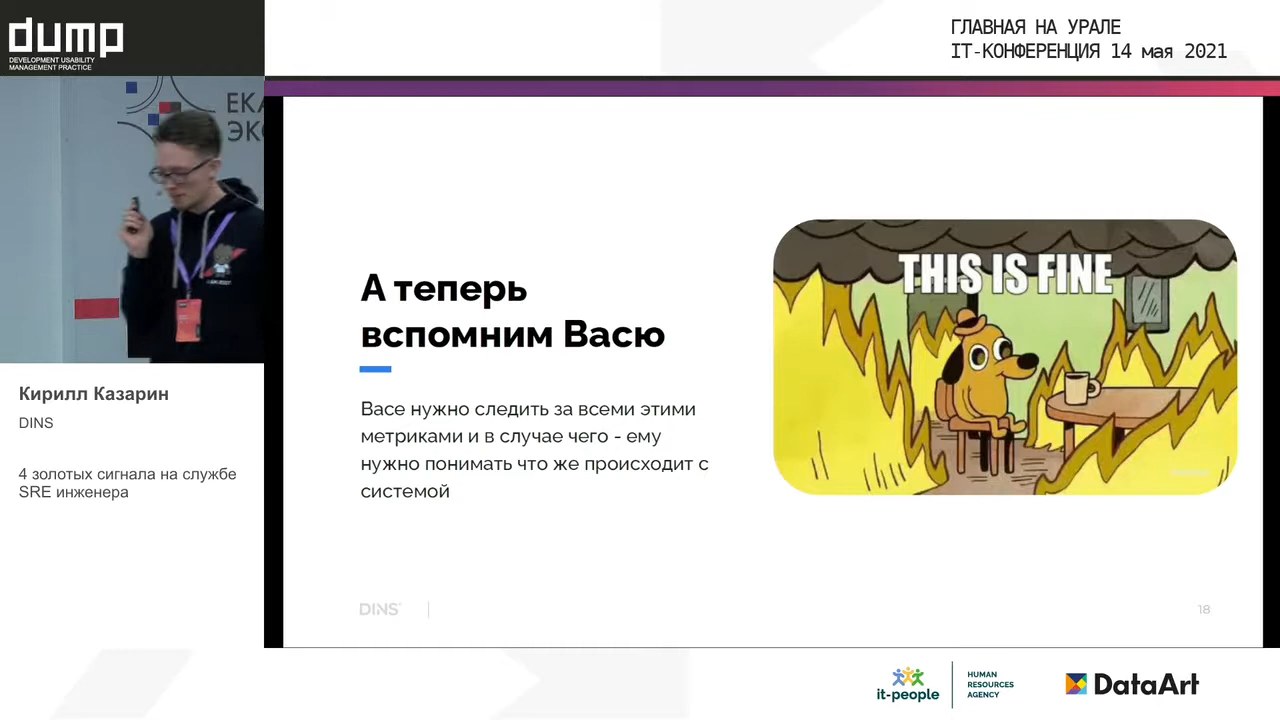 dump
DEVELOPMENT USABILITY
MANAGEMENT PRACTICE
ГЛАВНАЯ НА УРАЛЕ
IT-КОНФЕРЕНЦИЯ 14 мая 2021
ЕКА
ЭКС
Кирилл Казарин
DINS
4 золотых сигнала на службе
SRE инженера
А теперь
вспомним Васю
Васе нужно следить за всеми этими
метриками и в случае чего - ему
нужно понимать что же происходит с
системой
THIS IS FINE
DINS
18
it-people
HUMAN
RESOURCES
AGENCY
DataArt